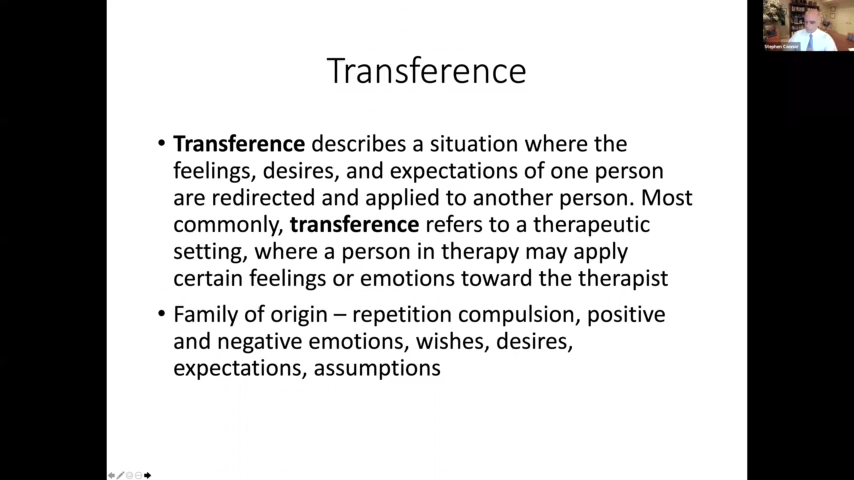 Transference
• Transference describes a situation where the
feelings, desires, and expectations of one person
are redirected and applied to another person. Most
commonly, transference refers to a therapeutic
setting, where a person in therapy may apply
certain feelings or emotions toward the therapist
• Family of origin – repetition compulsion, positive
and negative emotions, wishes, desires,
expectations, assumptions
Stephen